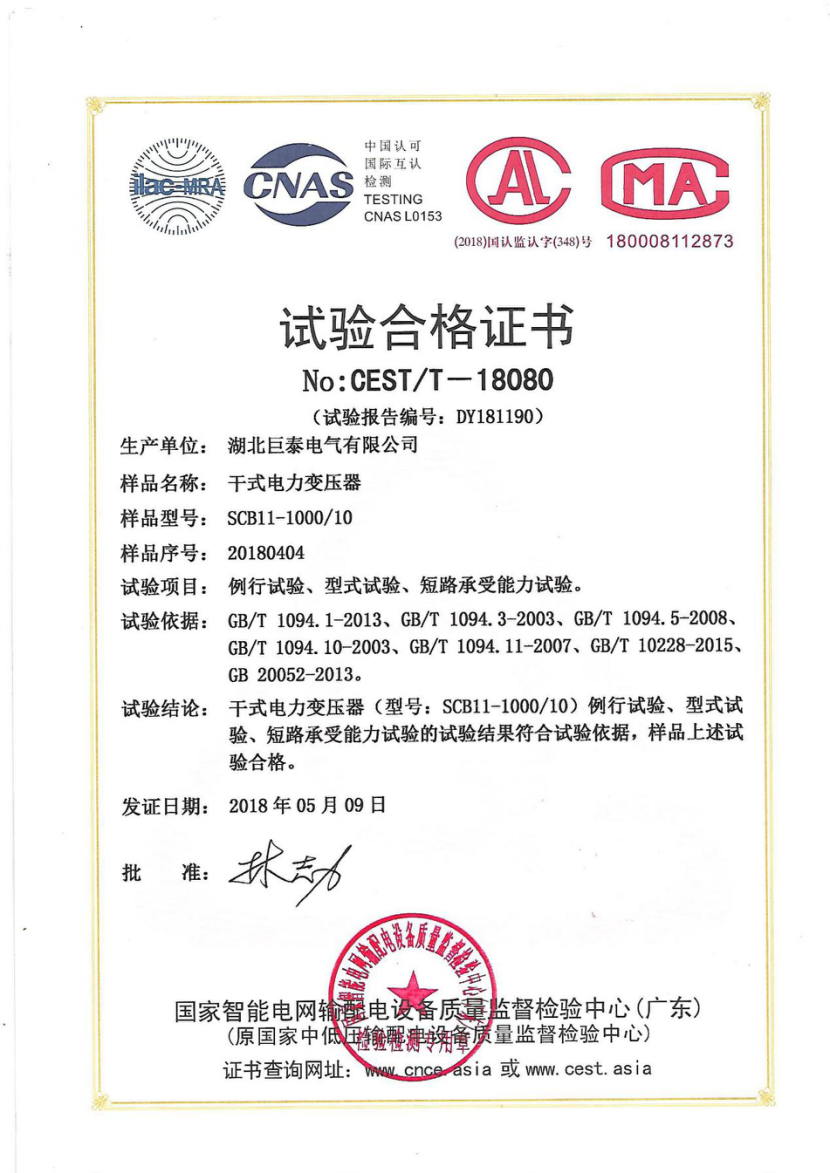 ilac-MRA
CNAS
中国认可
国际互认
检测
TESTING
CNAS L0153
AL
MA
(2018)国认监认字(348)号
180008112873
试验合格证书
No:CEST/T-18080
（试验报告编号：DY181190）
生产单位： 湖北巨泰电气有限公司
样品名称： 干式电力变压器
样品型号： SCB11-1000/10
样品序号： 20180404
试验项目： 例行试验、型式试验、短路承受能力试验。
试验依据： GB/T 1094.1-2013、GB/T 1094.3-2003、GB/T 1094.5-2008、
GB/T 1094.10-2003、GB/T 1094.11-2007、GB/T 10228-2015、
GB 20052-2013。
试验结论： 干式电力变压器（型号：SCB11-1000/10）例行试验、型式试
验、短路承受能力试验的试验结果符合试验依据，样品上述试
验合格。
发证日期： 2018年05月09日
批 准： 林志力
国家智能电网输配电设备质量监督检验中心(广东)
(原国家中低压输配电设备质量监督检验中心)
检验检测专用章
证书查询网址： www.cnce.asia 或 www.cest.asia